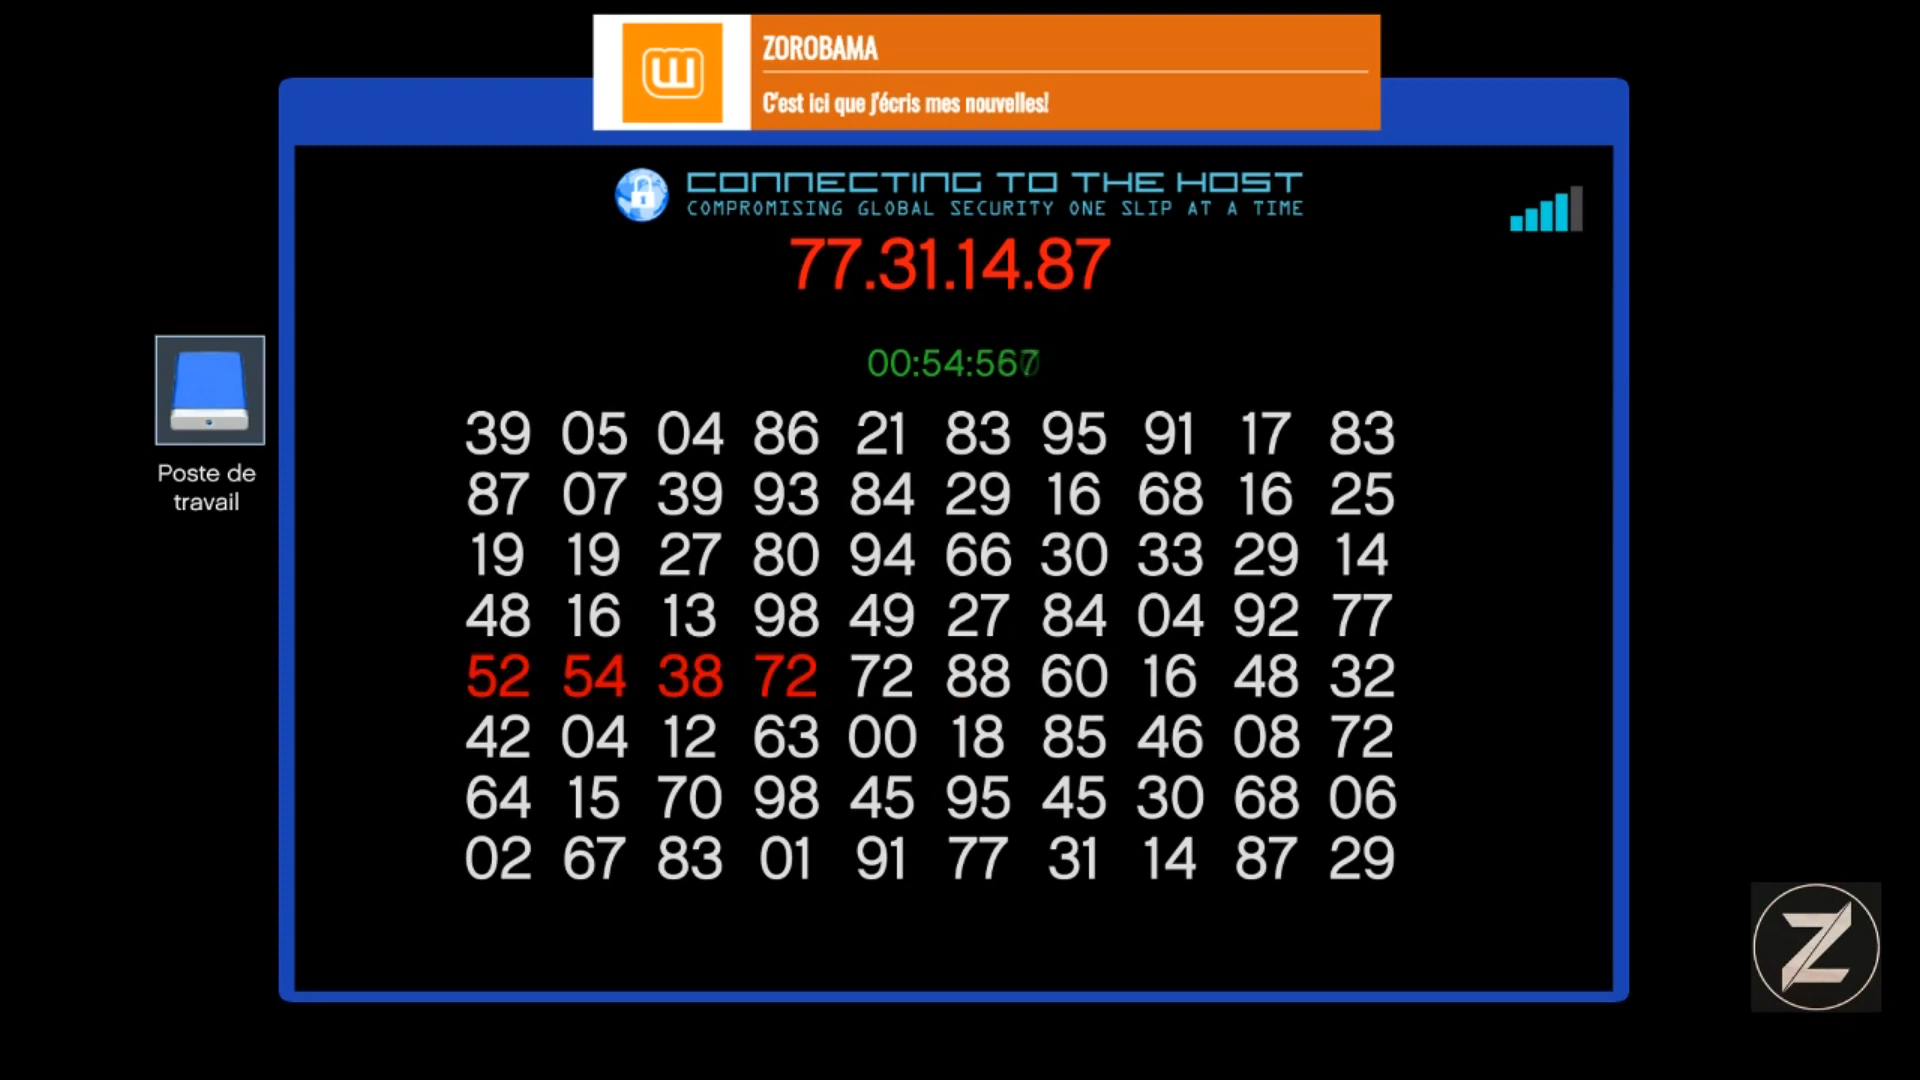 ZOROBAMA
C'est ici que j'écris mes nouvelles!
CONNECTING TO THE HOST
COMPROMISING GLOBAL SECURITY ONE SLIP AT A TIME
77.31.14.87
00:54:567
39 05 04 86 21 83 95 91 17 83
87 07 39 93 84 29 16 68 16 25
19 19 27 80 94 66 30 33 29 14
48 16 13 98 49 27 84 04 92 77
52 54 38 72 72 88 60 16 48 32
42 04 12 63 00 18 85 46 08 72
64 15 70 98 45 95 45 30 68 06
02 67 83 01 91 77 31 14 87 29
Poste de
travail
Z